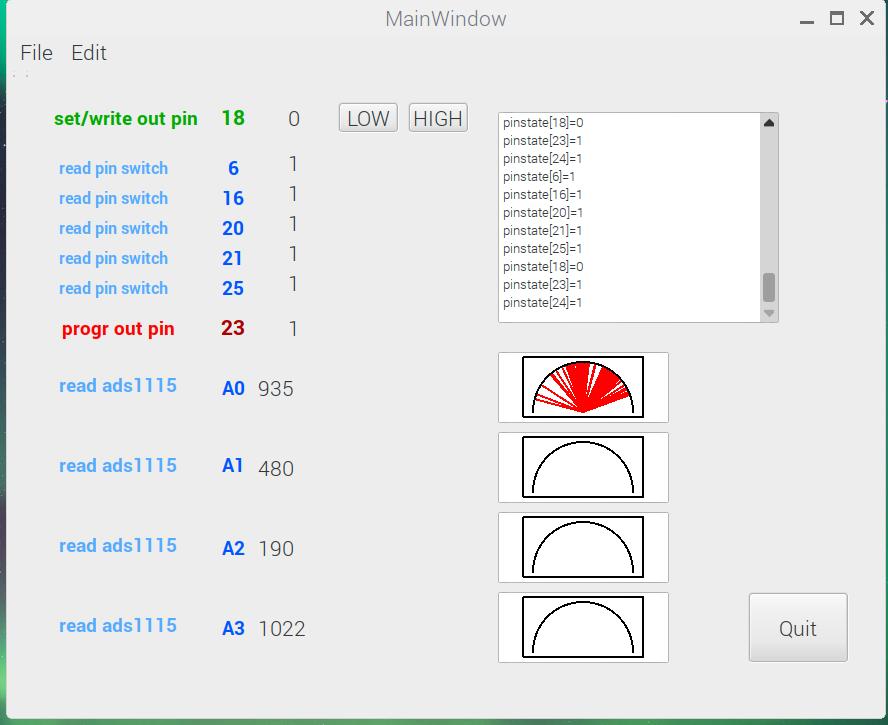 MainWindow
File Edit
set/write out pin 18 0 LOW HIGH
read pin switch 6 1
read pin switch 16 1
read pin switch 20 1
read pin switch 21 1
read pin switch 25 1
progr out pin 23 1
pinstate[18]=0
pinstate[23]=1
pinstate[24]=1
pinstate[6]=1
pinstate[16]=1
pinstate[20]=1
pinstate[21]=1
pinstate[25]=1
pinstate[18]=0
pinstate[23]=1
pinstate[24]=1
read ads1115 A0 935
read ads1115 A1 480
read ads1115 A2 190
read ads1115 A3 1022
Quit